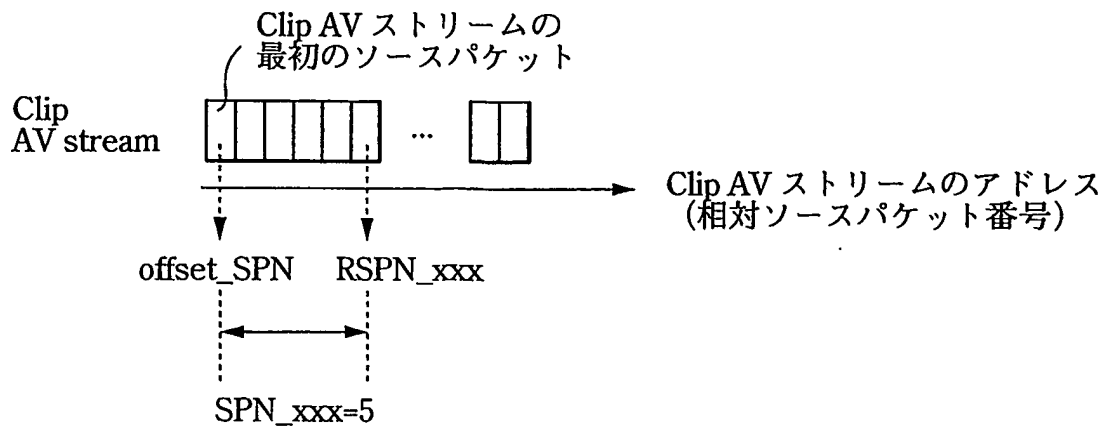 Clip AV ストリームの
最初のソースパケット
Clip
AV stream
...
Clip AV ストリームのアドレス
(相対ソースパケット番号)
offset_SPN RSPN_xxx
SPN_xxx=5